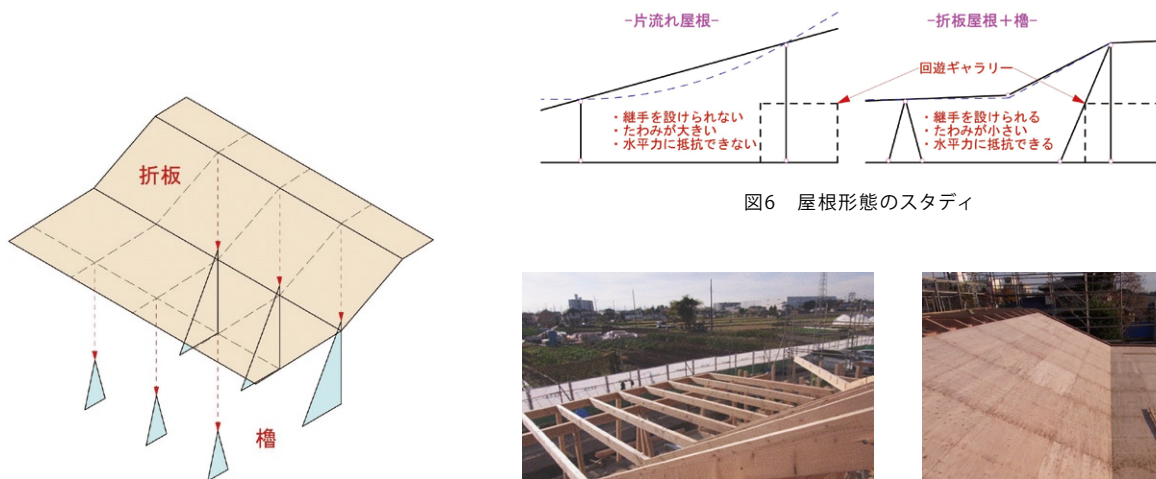 折板
櫓
-片流れ屋根-
・継手を設けられない
・たわみが大きい
・水平力に抵抗できない
-折板屋根+櫓-
回遊ギャラリー
・継手を設けられる
・たわみが小さい
・水平力に抵抗できる
図6 屋根形態のスタディ